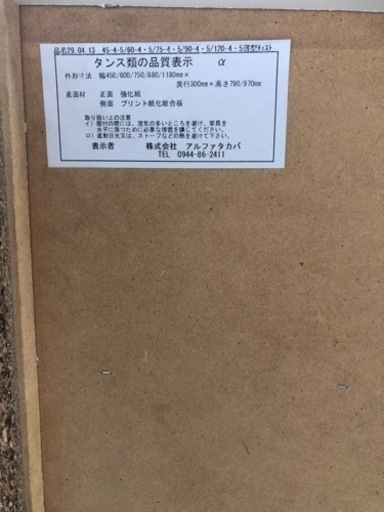 品名29.04.13 45-4・5/60-4・5/75-4・5/90-4・5/120-4・5薄型ﾁｪｽﾄ
タンス類の品質表示 α
外形寸法 幅450/600/750/880/1180mm×
奥行300mm×高さ790/970mm
表面材 正面 強化紙
側面 プリント紙化粧合板
取り扱い上の注意
イ) 据付の際には、湿気の多いところを避け、家具を
水平に保つために必要な措置を講じてください。
ロ) 直射日光又は、ストーブなどの熱を避けて下さい。
表示者 株式会社 アルファタカバ
TEL 0944-86-2411